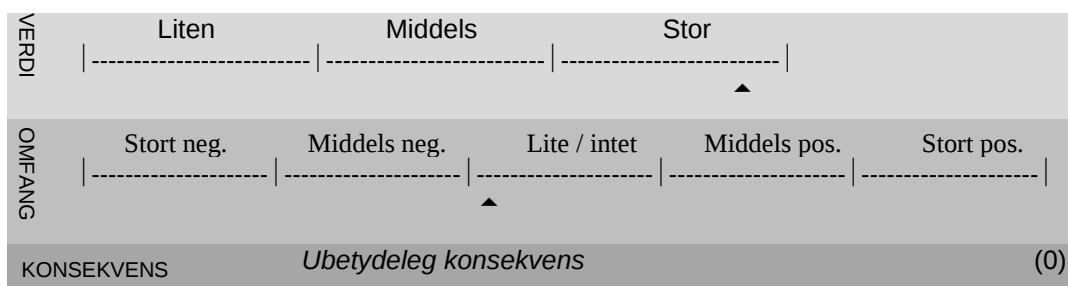 VERDI
Liten Middels Stor
|---------------------------|--------------------------|--------------------------|
OMFANG
Stort neg. Middels neg. Lite / intet Middels pos. Stort pos.
|---------------------|---------------------|---------------------|---------------------|---------------------|
KONSEKVENS Ubetydeleg konsekvens (0)